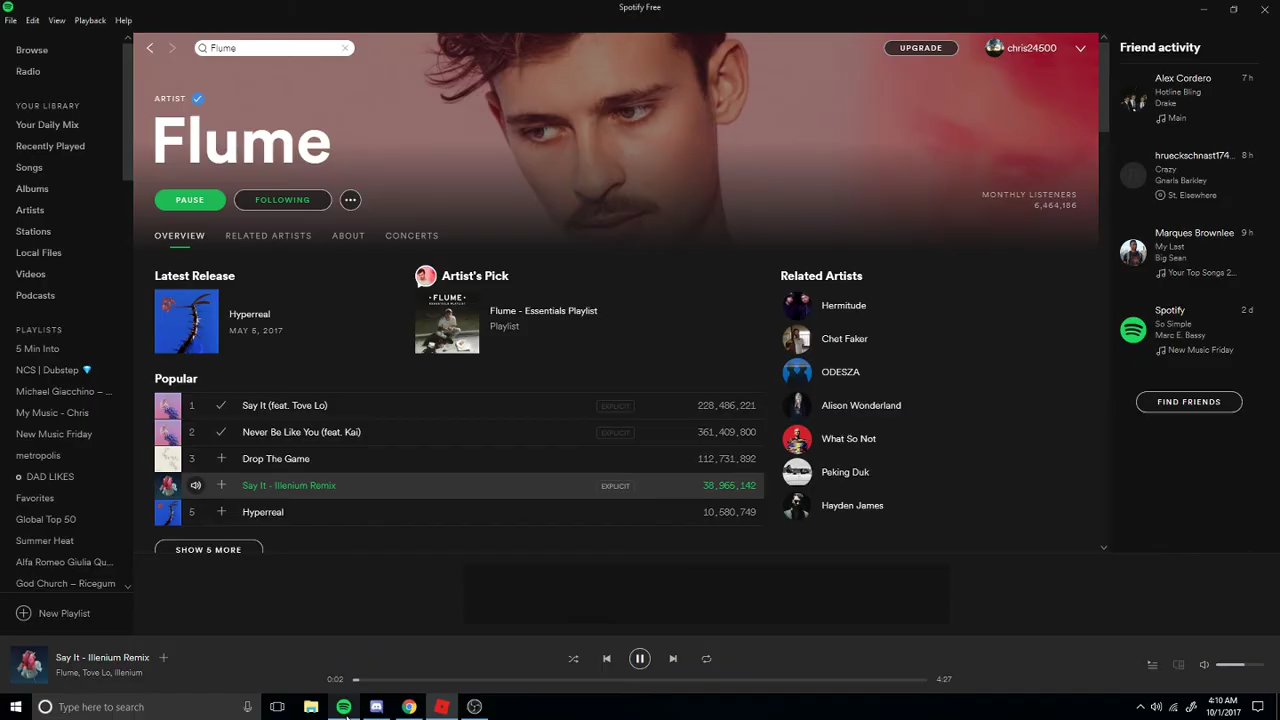 Spotify Free
File Edit View Playback Help
Browse
Radio
YOUR LIBRARY
Your Daily Mix
Recently Played
Songs
Albums
Artists
Stations
Local Files
Videos
Podcasts
PLAYLISTS
5 Min Into
NCS | Dubstep 💎
Michael Giacchino – ...
My Music - Chris
New Music Friday
metropolis
DAD LIKES
Favorites
Global Top 50
Summer Heat
Alfa Romeo Giulia Qu...
God Church – Ricegum
New Playlist
Flume
UPGRADE
chris24500
ARTIST
Flume
PAUSE
FOLLOWING
MONTHLY LISTENERS
6,464,186
OVERVIEW RELATED ARTISTS ABOUT CONCERTS
Latest Release
Hyperreal
MAY 5, 2017
Artist's Pick
•FLUME•
Flume - Essentials Playlist
Playlist
Popular
1 Say It (feat. Tove Lo) EXPLICIT 228,486,221
2 Never Be Like You (feat. Kai) EXPLICIT 361,409,800
3 Drop The Game 112,731,892
Say It - Illenium Remix EXPLICIT 38,965,142
5 Hyperreal 10,580,749
SHOW 5 MORE
Related Artists
Hermitude
Chet Faker
ODESZA
Alison Wonderland
What So Not
Peking Duk
Hayden James
Friend activity
Alex Cordero 7 h
Hotline Bling
Drake
Main
hrueckschnast174... 8 h
Crazy
Gnarls Barkley
St. Elsewhere
Marques Brownlee 9 h
My Last
Big Sean
Your Top Songs 2...
Spotify 2 d
So Simple
Marc E. Bassy
New Music Friday
FIND FRIENDS
Say It - Illenium Remix
Flume, Tove Lo, Illenium
0:02
4:27
Type here to search
4:10 AM
10/1/2017